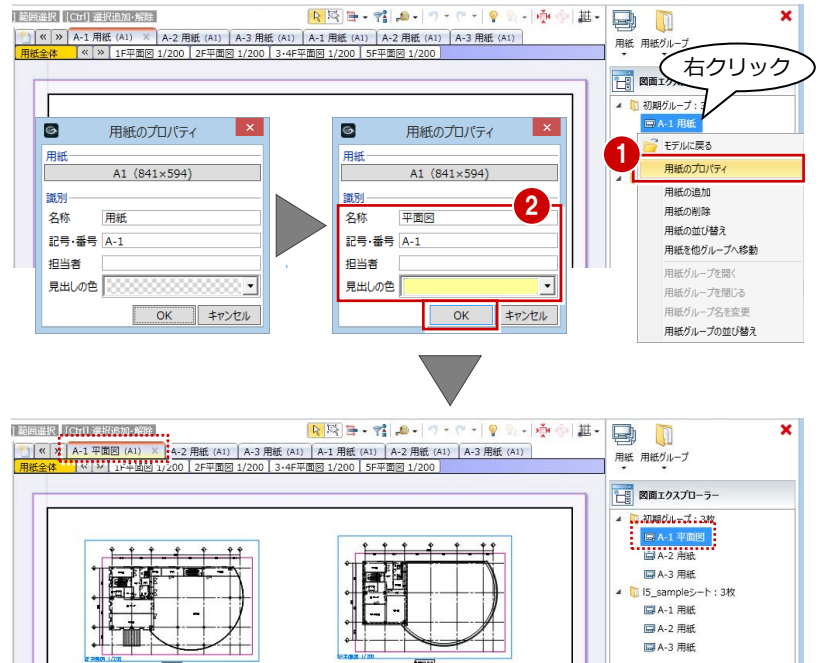 範囲選択 [Ctrl] 選択追加・解除
A-1 用紙 (A1) A-2 用紙 (A1) A-3 用紙 (A1) A-1 用紙 (A1) A-2 用紙 (A1) A-3 用紙 (A1)
用紙全体 1F平面図 1/200 2F平面図 1/200 3・4F平面図 1/200 5F平面図 1/200
用紙 用紙グループ
右クリック
初期グループ : 3
A-1 用紙
1
モデルに戻る
用紙のプロパティ
用紙の追加
用紙の削除
用紙の並び替え
用紙を他グループへ移動
用紙グループを開く
用紙グループを閉じる
用紙グループ名を変更
用紙グループの並び替え
用紙のプロパティ
用紙
A1 (841×594)
識別
名称 用紙
記号・番号 A-1
担当者
見出しの色
OK キャンセル
用紙のプロパティ
用紙
A1 (841×594)
識別
2
名称 平面図
記号・番号 A-1
担当者
見出しの色
OK キャンセル
範囲選択 [Ctrl] 選択追加・解除
A-1 平面図 (A1) A-2 用紙 (A1) A-3 用紙 (A1) A-1 用紙 (A1) A-2 用紙 (A1) A-3 用紙 (A1)
用紙全体 1F平面図 1/200 2F平面図 1/200 3・4F平面図 1/200 5F平面図 1/200
用紙 用紙グループ
図面エクスプローラー
初期グループ : 3枚
A-1 平面図
A-2 用紙
A-3 用紙
I5_sampleシート : 3枚
A-1 用紙
A-2 用紙
A-3 用紙